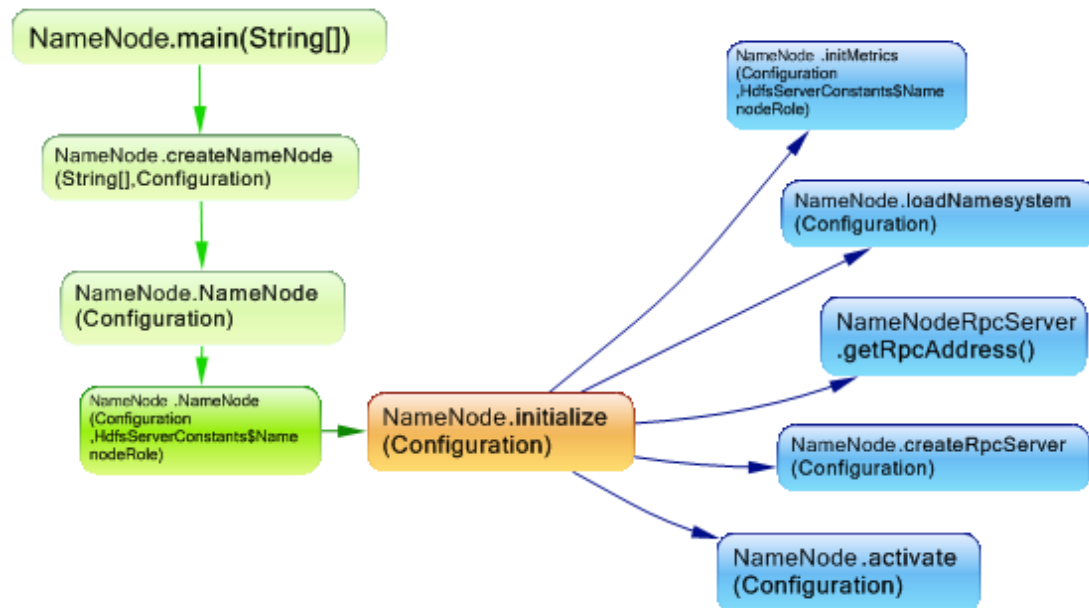 NameNode.main(String[])
NameNode.createNameNode
(String[],Configuration)
NameNode.NameNode
(Configuration)
NameNode .NameNode
(Configuration
,HdfsServerConstants$Name
nodeRole)
NameNode.initialize
(Configuration)
NameNode .initMetrics
(Configuration
,HdfsServerConstants$Name
nodeRole)
NameNode.loadNamesystem
(Configuration)
NameNodeRpcServer
.getRpcAddress()
NameNode.createRpcServer
(Configuration)
NameNode.activate
(Configuration)